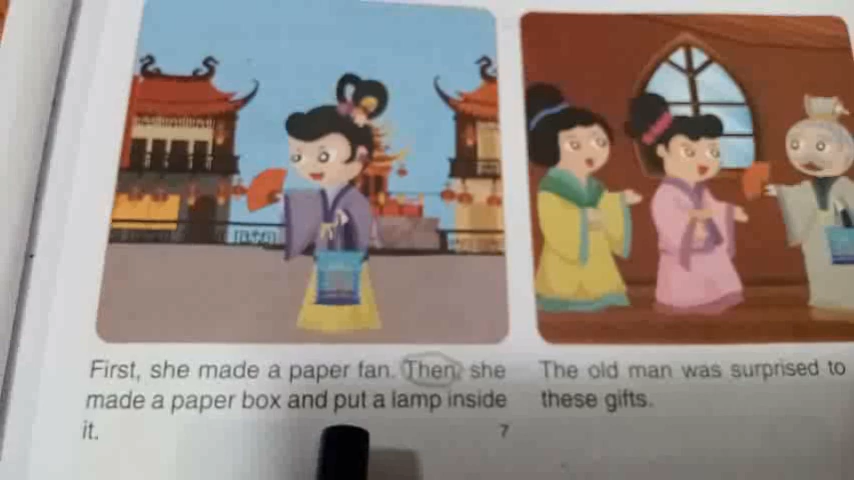 First, she made a paper fan. Then, she
made a paper box and put a lamp inside
it.
7
The old man was surprised to
these gifts.